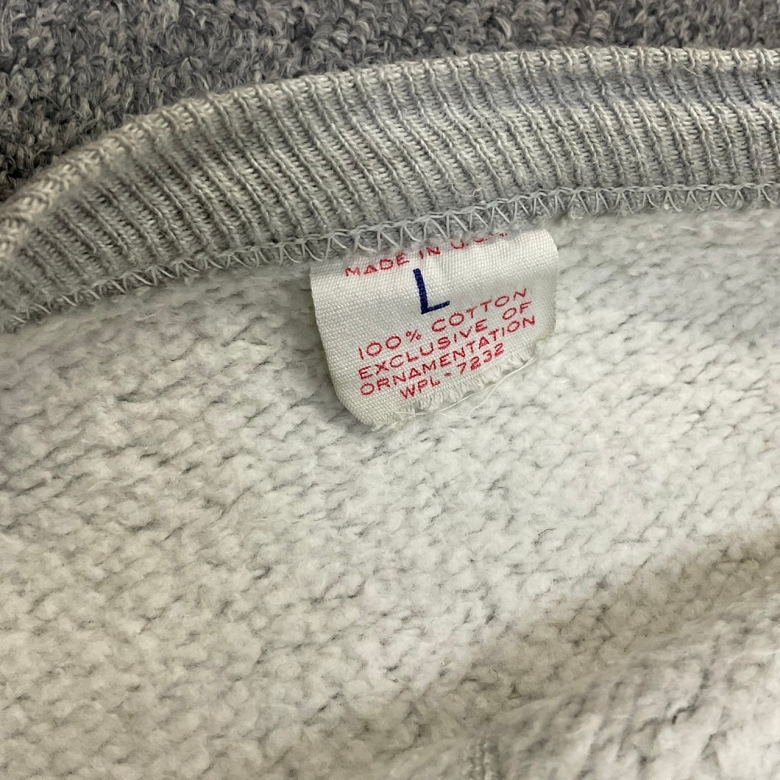 MADE IN U.S.A.
L
100% COTTON
EXCLUSIVE OF
ORNAMENTATION
WPL-7232